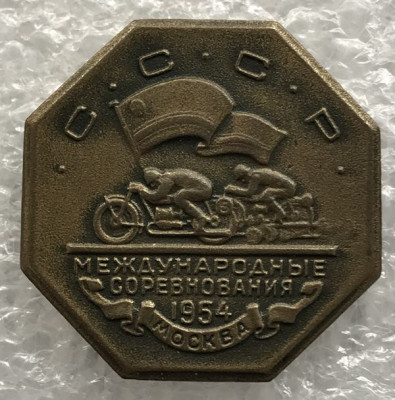 С·С·С·Р·
МЕЖДУНАРОДНЫЕ
СОРЕВНОВАНИЯ
1954
МОСКВА